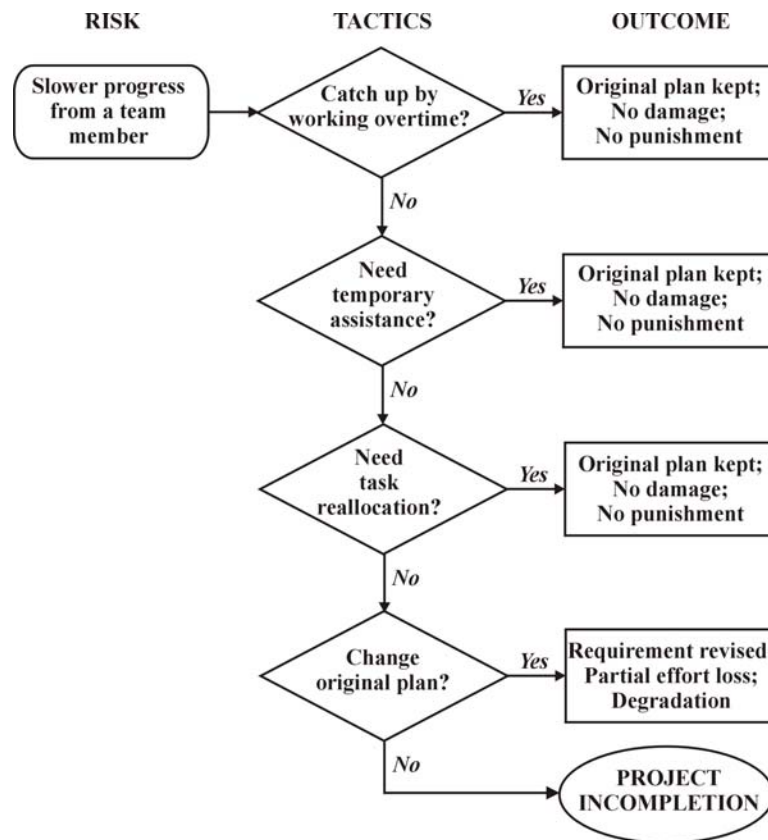 RISK
TACTICS
OUTCOME
Slower progress
from a team
member
Catch up by
working overtime?
Yes
Original plan kept;
No damage;
No punishment
No
Need
temporary
assistance?
Yes
Original plan kept;
No damage;
No punishment
No
Need
task
reallocation?
Yes
Original plan kept;
No damage;
No punishment
No
Change
original plan?
Yes
Requirement revised
Partial effort loss;
Degradation
No
PROJECT
INCOMPLETION